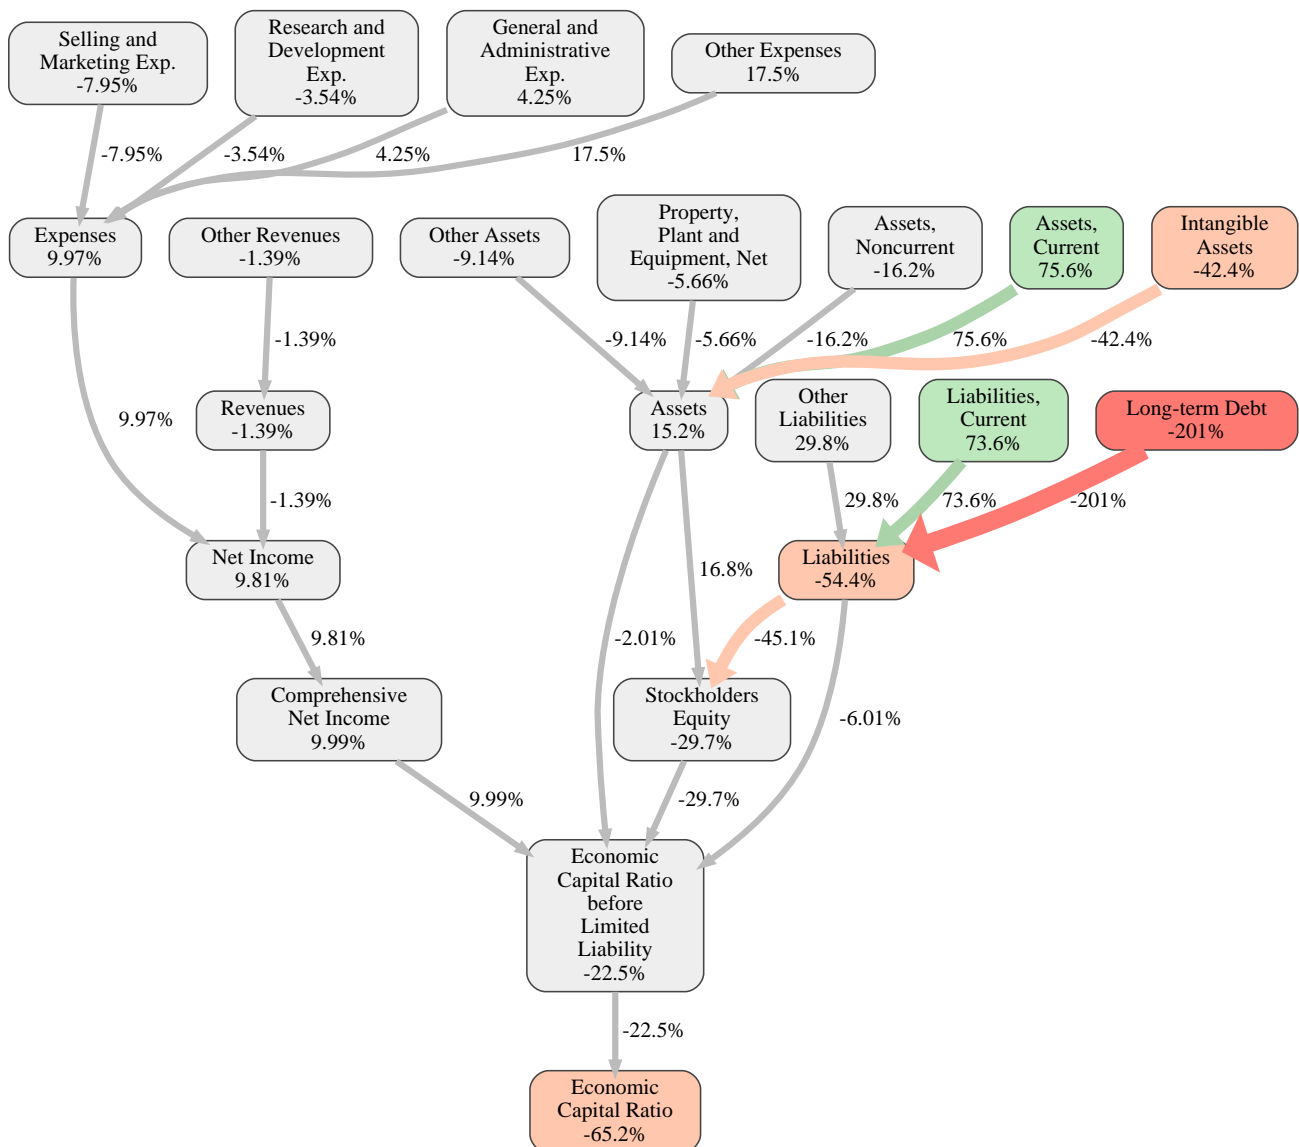 Selling and
Marketing Exp.
-7.95%
Research and
Development
Exp.
-3.54%
General and
Administrative
Exp.
4.25%
Other Expenses
17.5%
-7.95%
-3.54%
4.25%
17.5%
Expenses
9.97%
Other Revenues
-1.39%
Other Assets
-9.14%
Property,
Plant and
Equipment, Net
-5.66%
Assets,
Noncurrent
-16.2%
Assets,
Current
75.6%
Intangible
Assets
-42.4%
-1.39%
-9.14%
-5.66%
-16.2%
75.6%
-42.4%
9.97%
Revenues
-1.39%
Assets
15.2%
Other
Liabilities
29.8%
Liabilities,
Current
73.6%
Long-term Debt
-201%
-1.39%
29.8%
73.6%
-201%
Net Income
9.81%
16.8%
Liabilities
-54.4%
9.81%
-2.01%
-45.1%
Comprehensive
Net Income
9.99%
Stockholders
Equity
-29.7%
-6.01%
9.99%
-29.7%
Economic
Capital Ratio
before
Limited
Liability
-22.5%
-22.5%
Economic
Capital Ratio
-65.2%